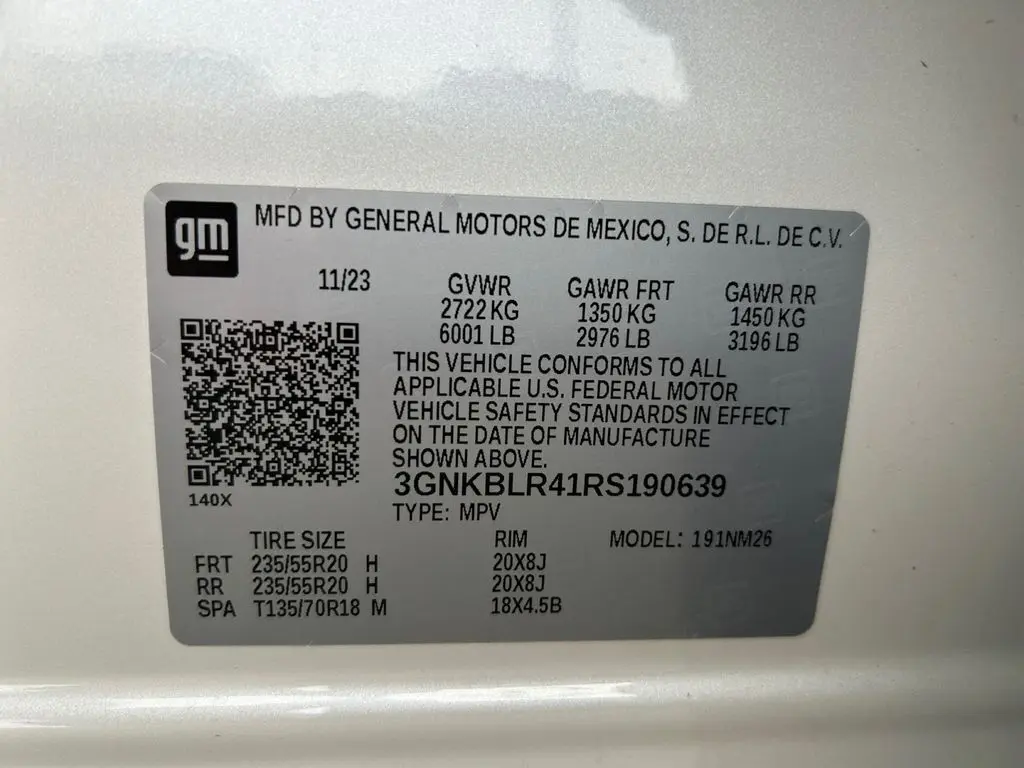 gm
MFD BY GENERAL MOTORS DE MEXICO, S. DE R.L. DE C.V.
11/23 GVWR GAWR FRT GAWR RR
2722 KG 1350 KG 1450 KG
6001 LB 2976 LB 3196 LB
THIS VEHICLE CONFORMS TO ALL
APPLICABLE U.S. FEDERAL MOTOR
VEHICLE SAFETY STANDARDS IN EFFECT
ON THE DATE OF MANUFACTURE
SHOWN ABOVE.
3GNKBLR41RS190639
140X
TYPE: MPV
TIRE SIZE RIM MODEL: 191NM26
FRT 235/55R20 H 20X8J
RR 235/55R20 H 20X8J
SPA T135/70R18 M 18X4.5B